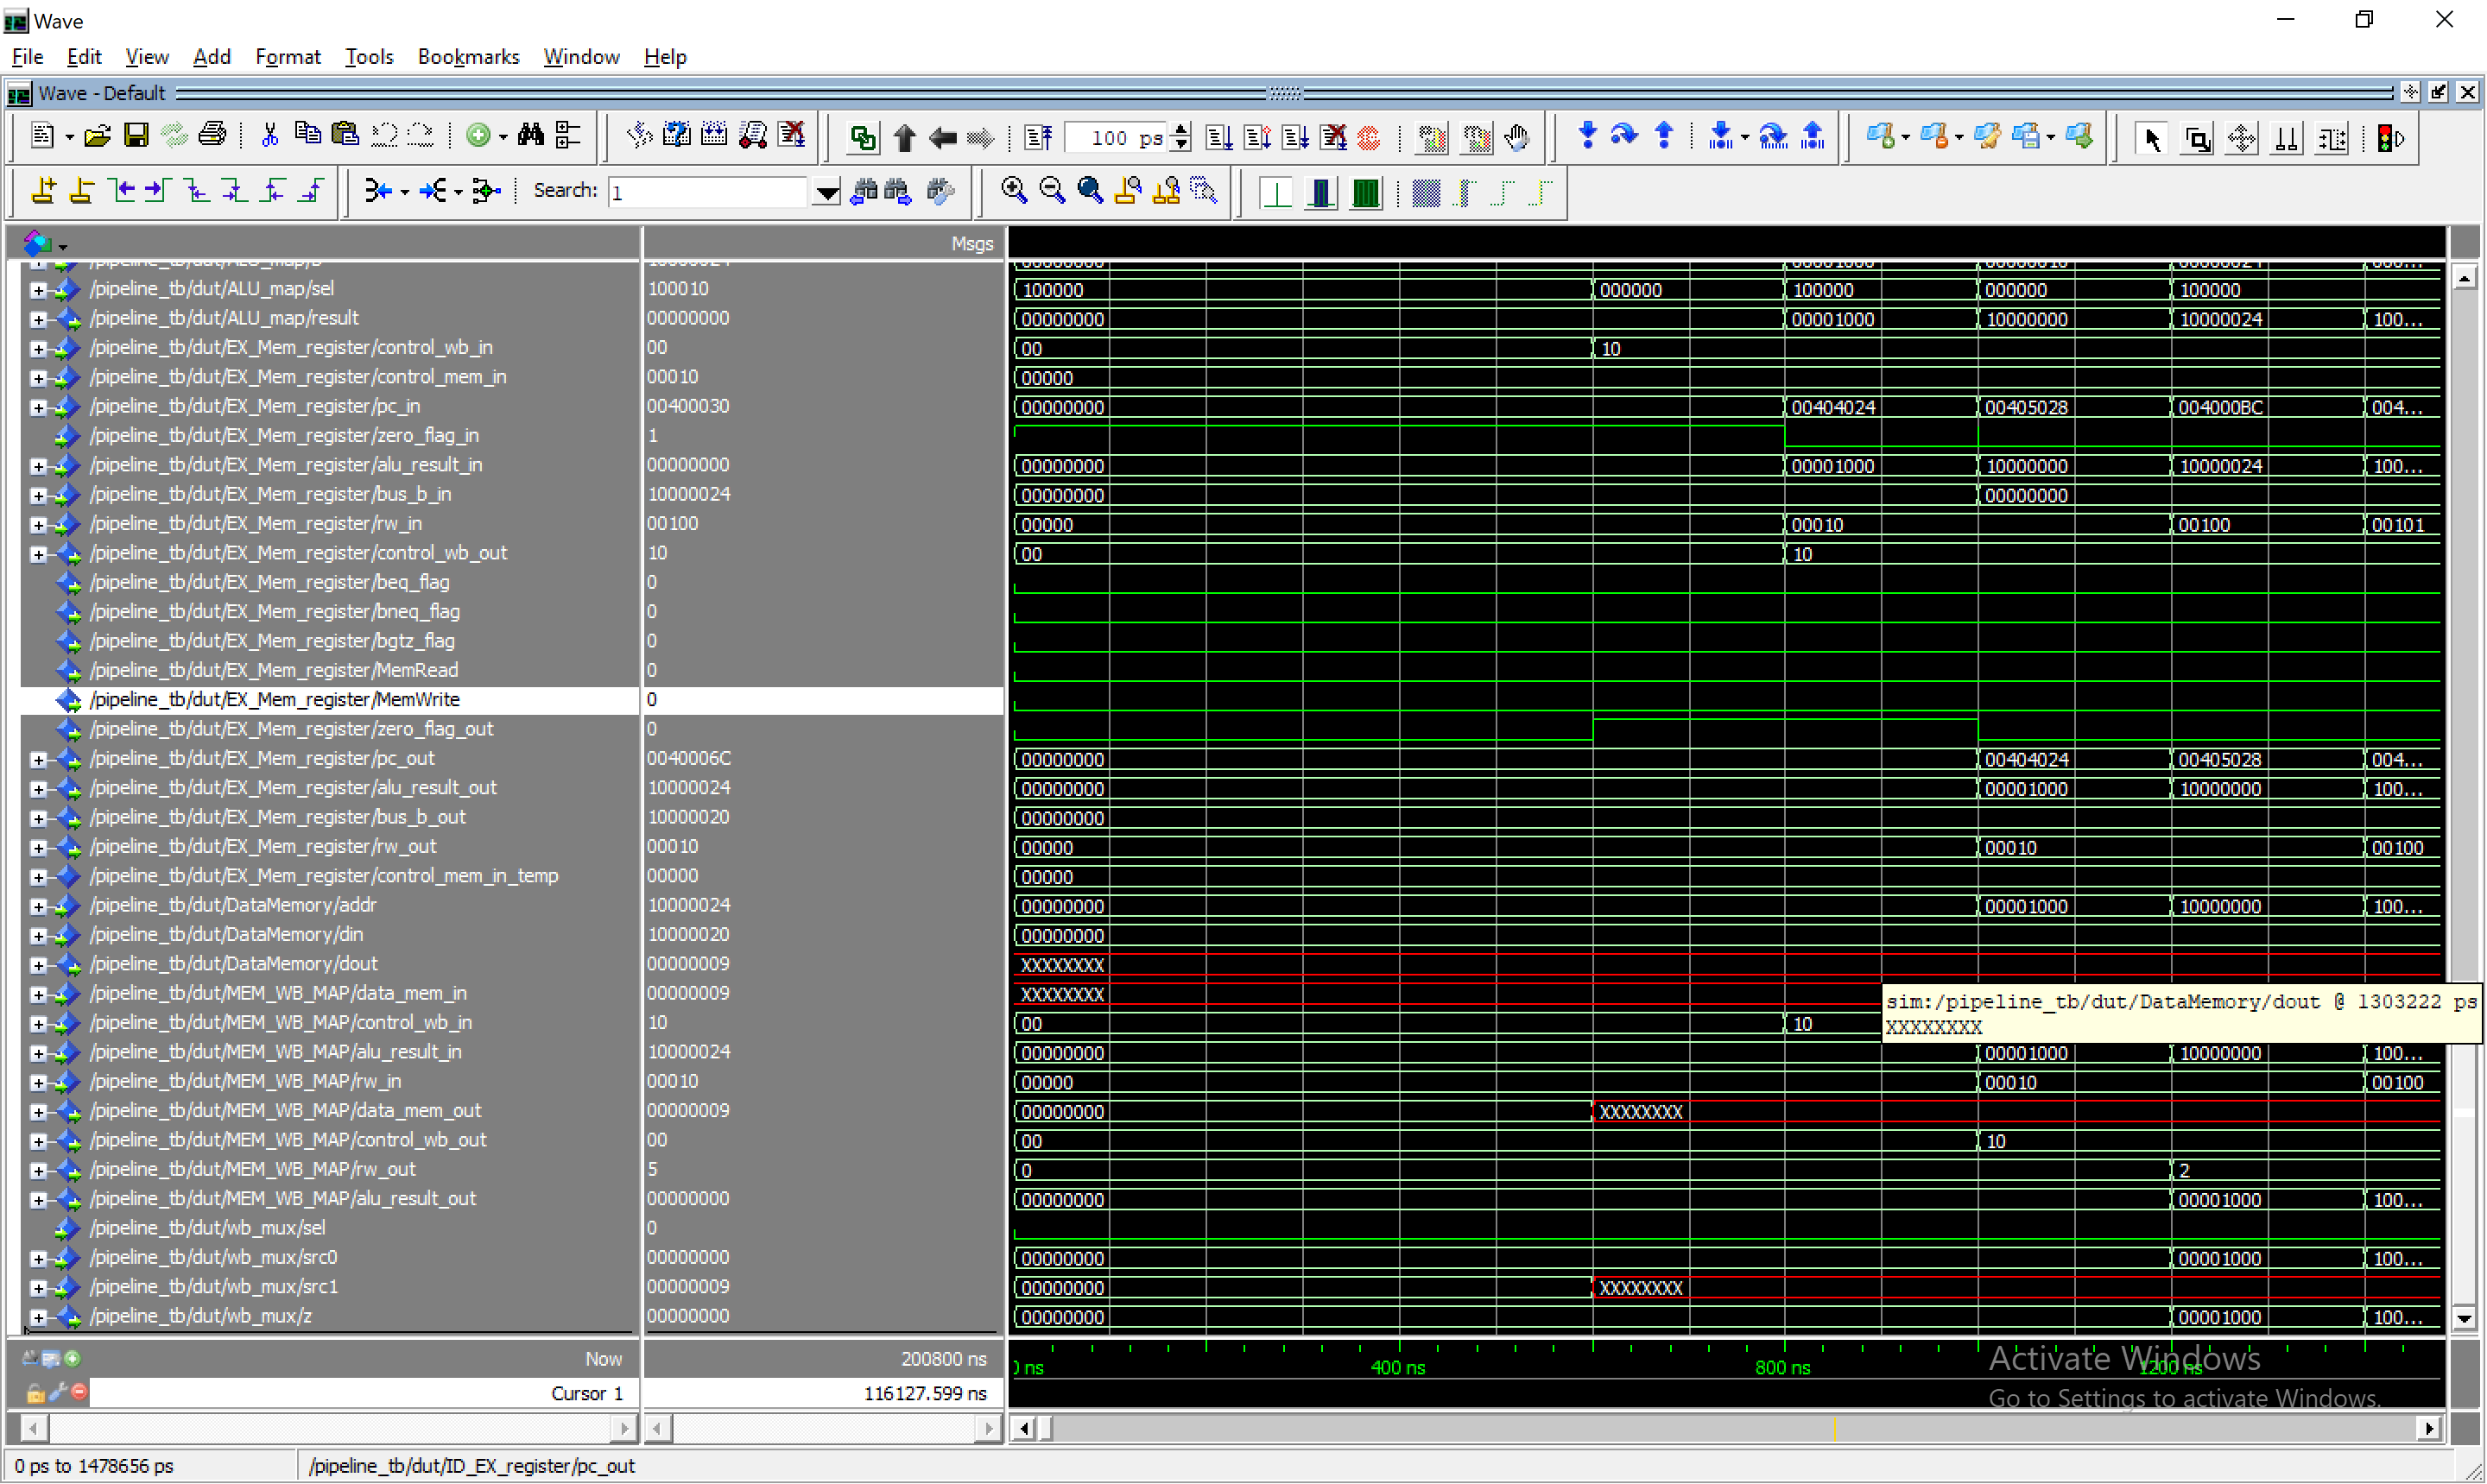 Wave
File Edit View Add Format Tools Bookmarks Window Help
Wave - Default
100 ps
Search: 1
Msgs
/pipeline_tb/dut/ALU_map/sel 100010 100000 000000 100000 000000 100000
/pipeline_tb/dut/ALU_map/result 00000000 00000000 00001000 10000000 10000024 100...
/pipeline_tb/dut/EX_Mem_register/control_wb_in 00 00 10
/pipeline_tb/dut/EX_Mem_register/control_mem_in 00010 00000
/pipeline_tb/dut/EX_Mem_register/pc_in 00400030 00000000 00404024 00405028 004000BC 004...
/pipeline_tb/dut/EX_Mem_register/zero_flag_in 1
/pipeline_tb/dut/EX_Mem_register/alu_result_in 00000000 00000000 00001000 10000000 10000024 100...
/pipeline_tb/dut/EX_Mem_register/bus_b_in 10000024 00000000 00000000
/pipeline_tb/dut/EX_Mem_register/rw_in 00100 00000 00010 00100 00101
/pipeline_tb/dut/EX_Mem_register/control_wb_out 10 00 10
/pipeline_tb/dut/EX_Mem_register/beq_flag 0
/pipeline_tb/dut/EX_Mem_register/bneq_flag 0
/pipeline_tb/dut/EX_Mem_register/bgtz_flag 0
/pipeline_tb/dut/EX_Mem_register/MemRead 0
/pipeline_tb/dut/EX_Mem_register/MemWrite 0
/pipeline_tb/dut/EX_Mem_register/zero_flag_out 0
/pipeline_tb/dut/EX_Mem_register/pc_out 0040006C 00000000 00404024 00405028 004...
/pipeline_tb/dut/EX_Mem_register/alu_result_out 10000024 00000000 00001000 10000000 100...
/pipeline_tb/dut/EX_Mem_register/bus_b_out 10000020 00000000
/pipeline_tb/dut/EX_Mem_register/rw_out 00010 00000 00010 00100
/pipeline_tb/dut/EX_Mem_register/control_mem_in_temp 00000 00000
/pipeline_tb/dut/DataMemory/addr 10000024 00000000 00001000 10000000 100...
/pipeline_tb/dut/DataMemory/din 10000020 00000000
/pipeline_tb/dut/DataMemory/dout 00000009 XXXXXXXX
/pipeline_tb/dut/MEM_WB_MAP/data_mem_in 00000009 XXXXXXXX
sim:/pipeline_tb/dut/DataMemory/dout @ 1303222 ps
XXXXXXXX
/pipeline_tb/dut/MEM_WB_MAP/control_wb_in 10 00 10
/pipeline_tb/dut/MEM_WB_MAP/alu_result_in 10000024 00000000 00001000 10000000 100...
/pipeline_tb/dut/MEM_WB_MAP/rw_in 00010 00000 00010 00100
/pipeline_tb/dut/MEM_WB_MAP/data_mem_out 00000009 00000000 XXXXXXXX
/pipeline_tb/dut/MEM_WB_MAP/control_wb_out 00 00 10
/pipeline_tb/dut/MEM_WB_MAP/rw_out 5 0 2
/pipeline_tb/dut/MEM_WB_MAP/alu_result_out 00000000 00000000 00001000 100...
/pipeline_tb/dut/wb_mux/sel 0
/pipeline_tb/dut/wb_mux/src0 00000000 00000000 00001000 100...
/pipeline_tb/dut/wb_mux/src1 00000009 00000000 XXXXXXXX
/pipeline_tb/dut/wb_mux/z 00000000 00000000 00001000 100...
Now 200800 ns
400 ns 800 ns 1200 ns
Activate Windows
Cursor 1 116127.599 ns
Go to Settings to activate Windows.
0 ps to 1478656 ps /pipeline_tb/dut/ID_EX_register/pc_out